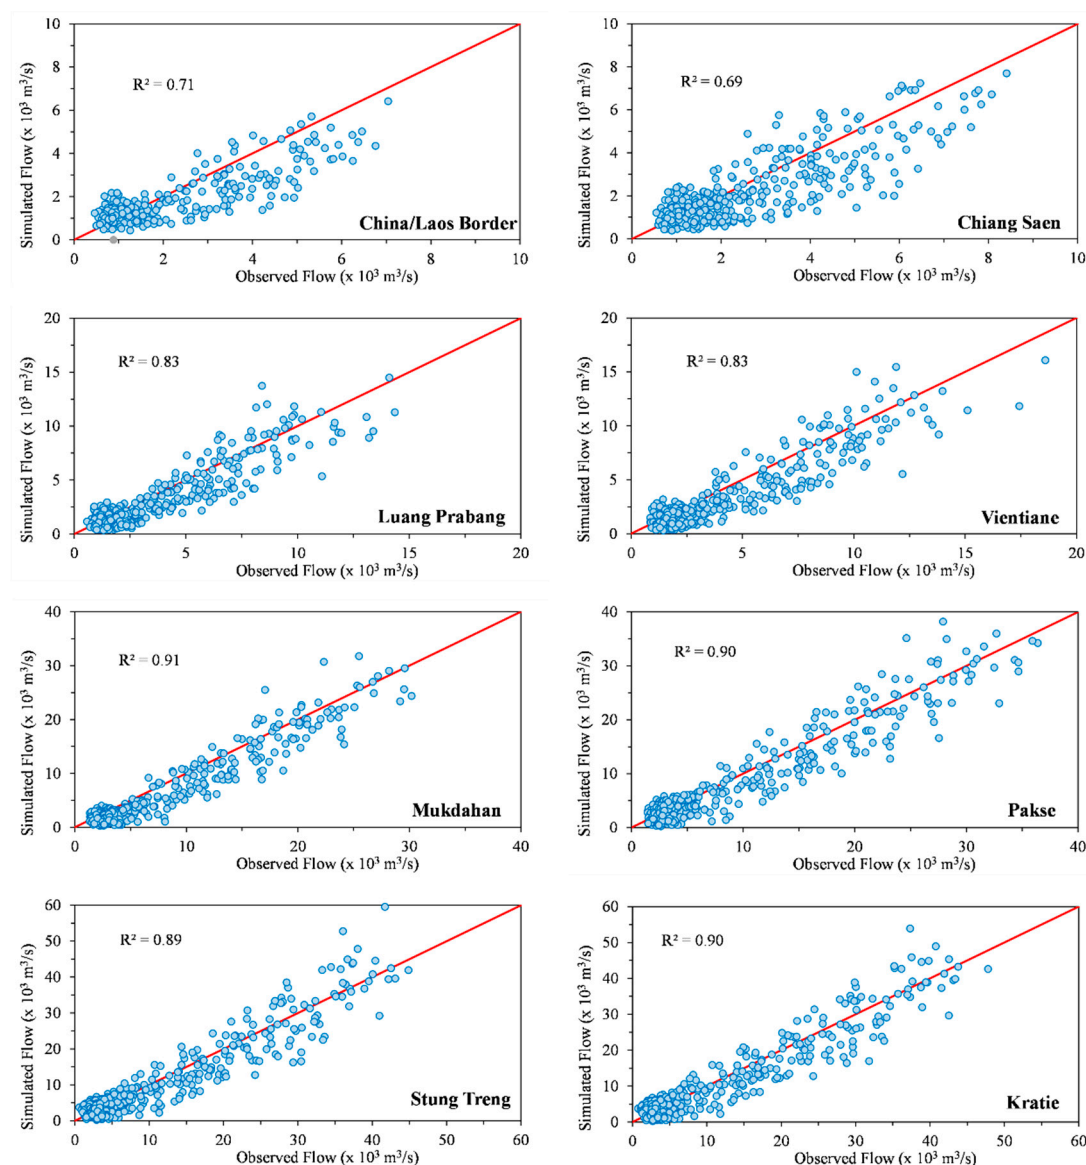 10
8
6
4
2
0
0
2
4
6
8
10
R² = 0.71
China/Laos Border
Simulated Flow (x 10³ m³/s)
Observed Flow (x 10³ m³/s)
10
8
6
4
2
0
0
2
4
6
8
10
R² = 0.69
Chiang Saen
Simulated Flow (x 10³ m³/s)
Observed Flow (x 10³ m³/s)
20
15
10
5
0
0
5
10
15
20
R² = 0.83
Luang Prabang
Simulated Flow (x 10³ m³/s)
Observed Flow (x 10³ m³/s)
20
15
10
5
0
0
5
10
15
20
R² = 0.83
Vientiane
Simulated Flow (x 10³ m³/s)
Observed Flow (x 10³ m³/s)
40
30
20
10
0
0
10
20
30
40
R² = 0.91
Mukdahan
Simulated Flow (x 10³ m³/s)
Observed Flow (x 10³ m³/s)
40
30
20
10
0
0
10
20
30
40
R² = 0.90
Pakse
Simulated Flow (x 10³ m³/s)
Observed Flow (x 10³ m³/s)
60
50
40
30
20
10
0
0
10
20
30
40
50
60
R² = 0.89
Stung Treng
Simulated Flow (x 10³ m³/s)
Observed Flow (x 10³ m³/s)
60
50
40
30
20
10
0
0
10
20
30
40
50
60
R² = 0.90
Kratie
Simulated Flow (x 10³ m³/s)
Observed Flow (x 10³ m³/s)